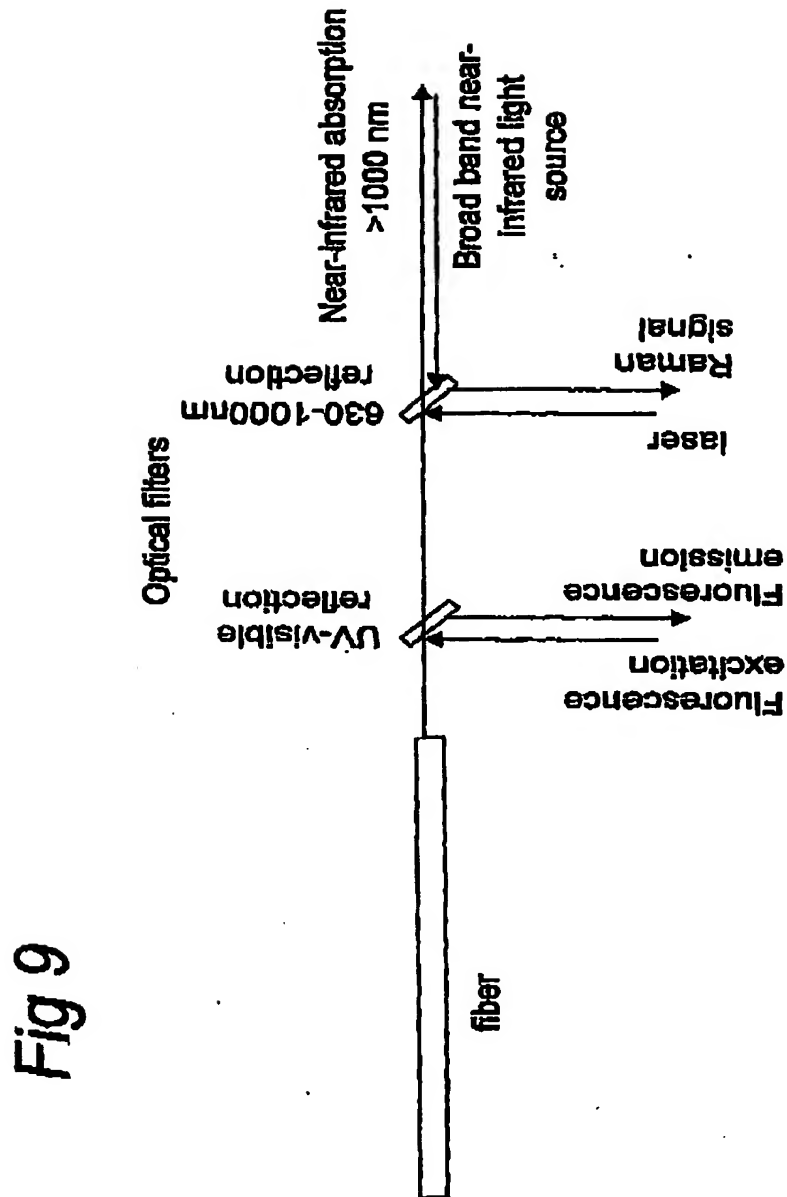 Fig 9
Optical filters
UV-visible
reflection
630-1000nm
reflection
Near-infrared absorption
>1000 nm
Broad band near-
infrared light
source
fiber
Fluorescence
excitation
Fluorescence
emission
laser
Raman
signal